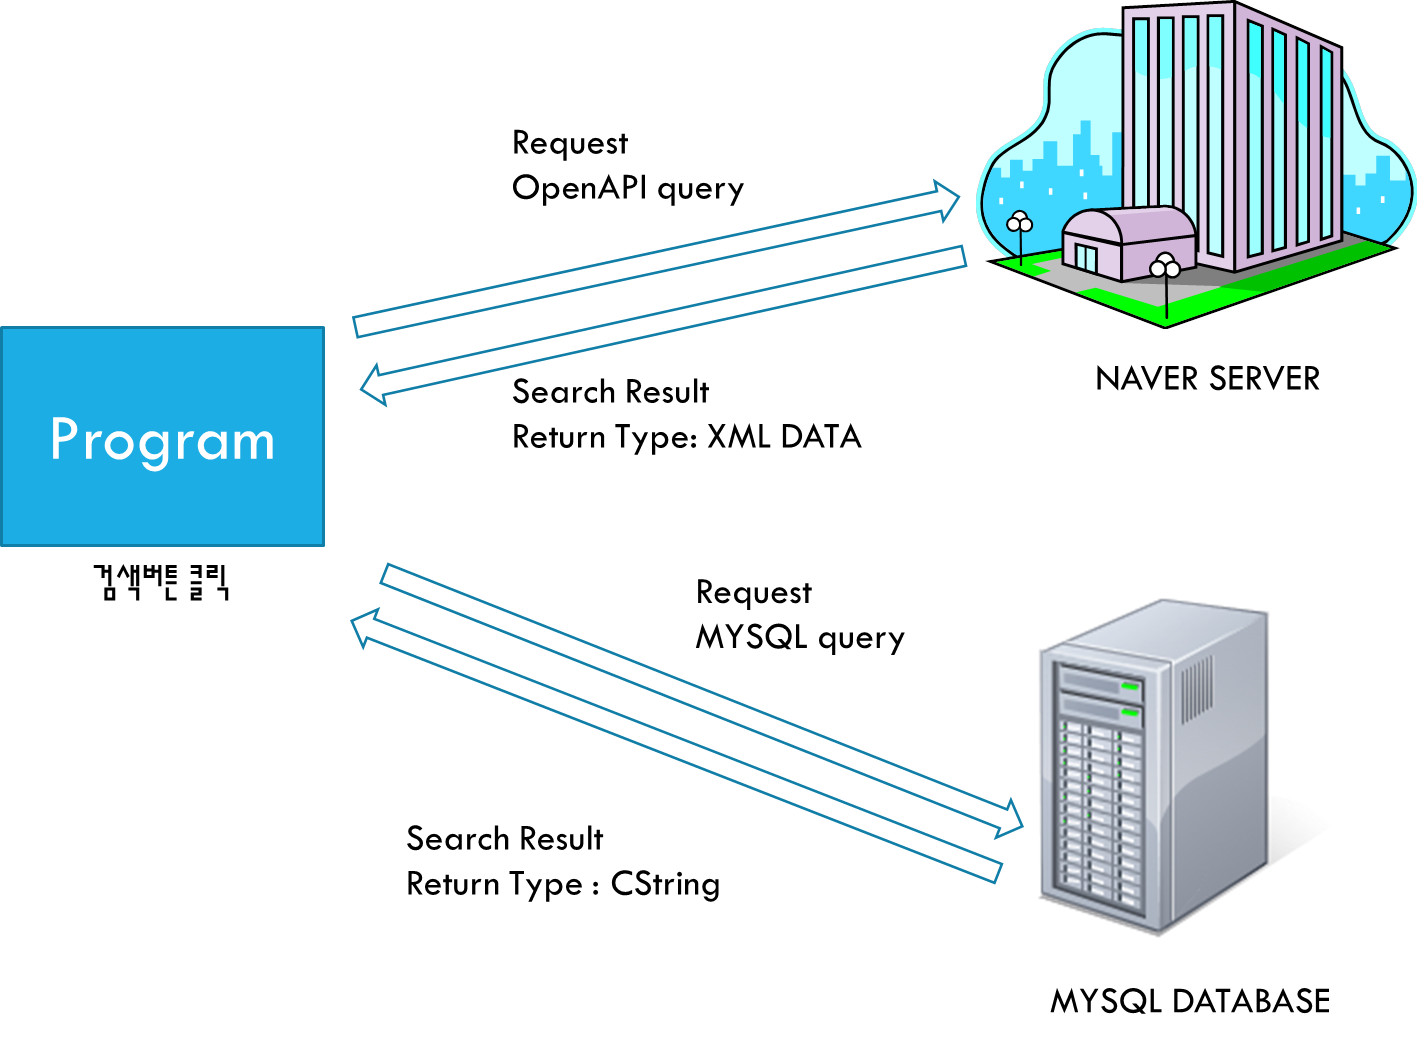 Request
OpenAPI query
NAVER SERVER
Search Result
Return Type: XML DATA
Program
검색버튼 클릭
Request
MYSQL query
Search Result
Return Type : CString
MYSQL DATABASE